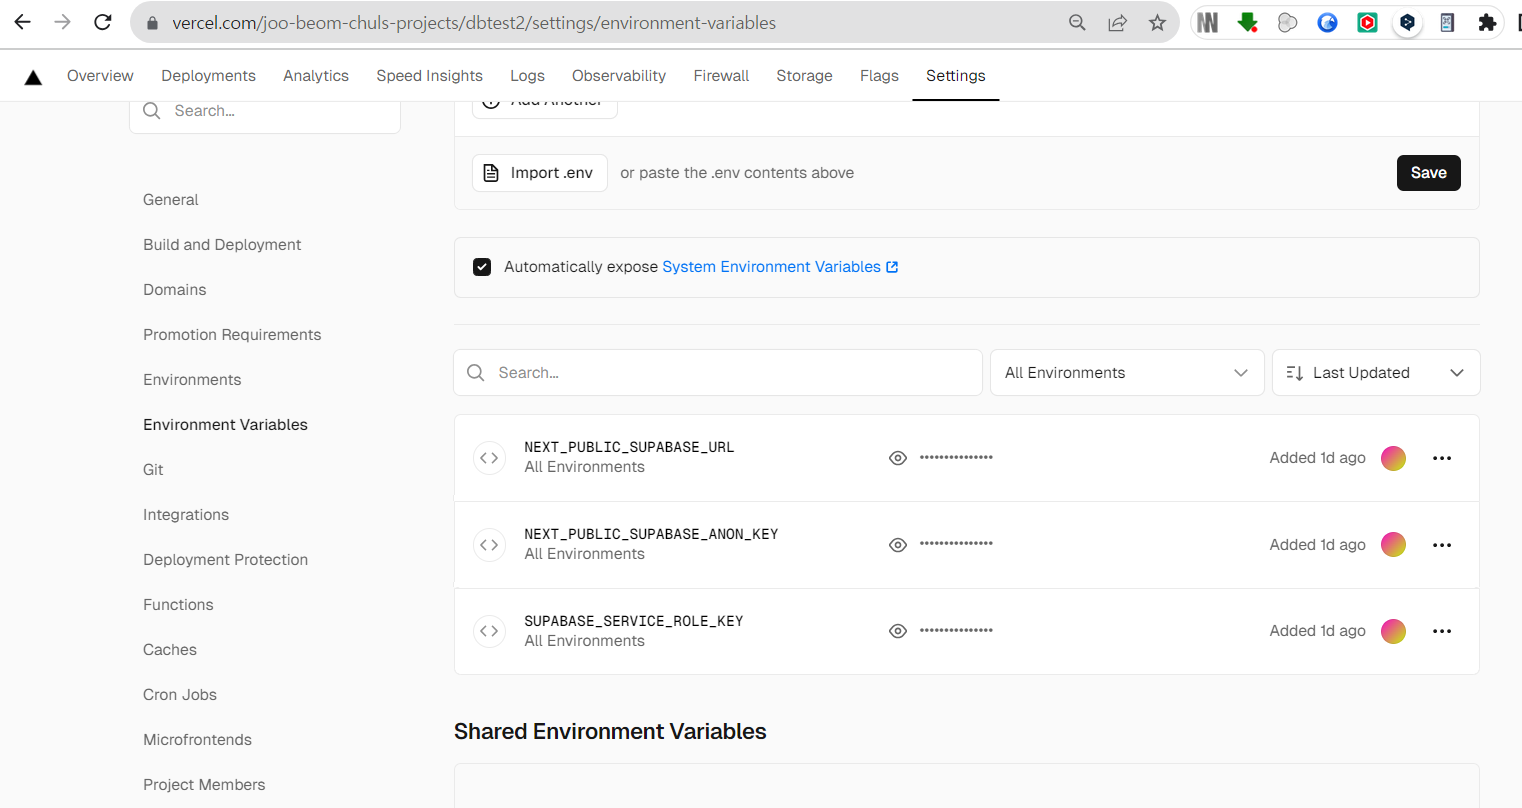 vercel.com/joo-beom-chuls-projects/dbtest2/settings/environment-variables
Overview Deployments Analytics Speed Insights Logs Observability Firewall Storage Flags Settings
Search...
Add Another
Import .env or paste the .env contents above Save
General
Build and Deployment
Domains
Promotion Requirements
Environments
Environment Variables
Git
Integrations
Deployment Protection
Functions
Caches
Cron Jobs
Microfrontends
Project Members
Automatically expose System Environment Variables
Search... All Environments Last Updated
NEXT_PUBLIC_SUPABASE_URL
All Environments
••••••••••••••• Added 1d ago
NEXT_PUBLIC_SUPABASE_ANON_KEY
All Environments
••••••••••••••• Added 1d ago
SUPABASE_SERVICE_ROLE_KEY
All Environments
••••••••••••••• Added 1d ago
Shared Environment Variables